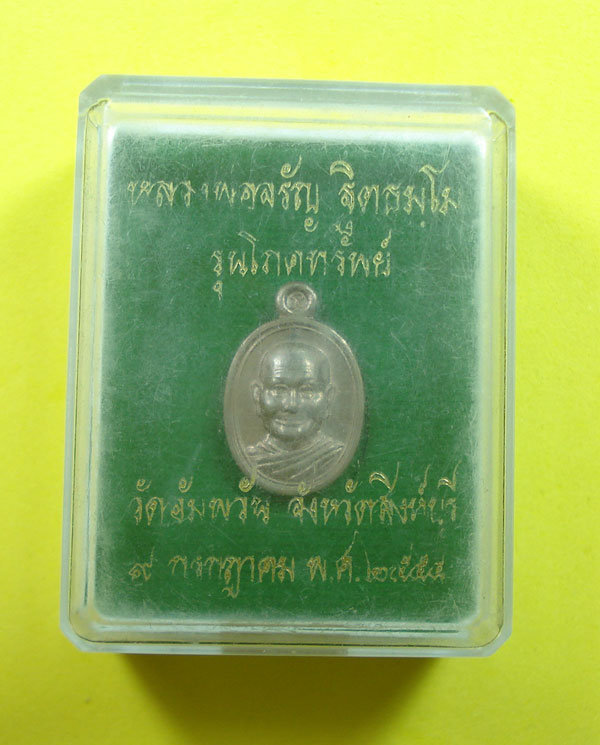 หลวงพ่อจรัญ ฐิตธมฺโม
รุ่นโภคทรัพย์
วัดอัมพวัน จังหวัดสิงห์บุรี
๙ กรกฎาคม พ.ศ.๒๕๕๔